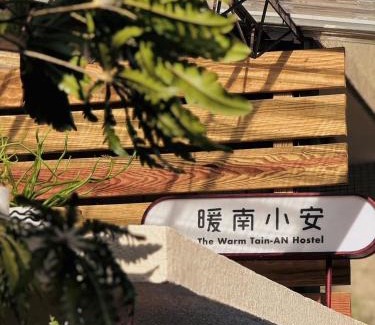 暖南小安
The Warm Tain-AN Hostel